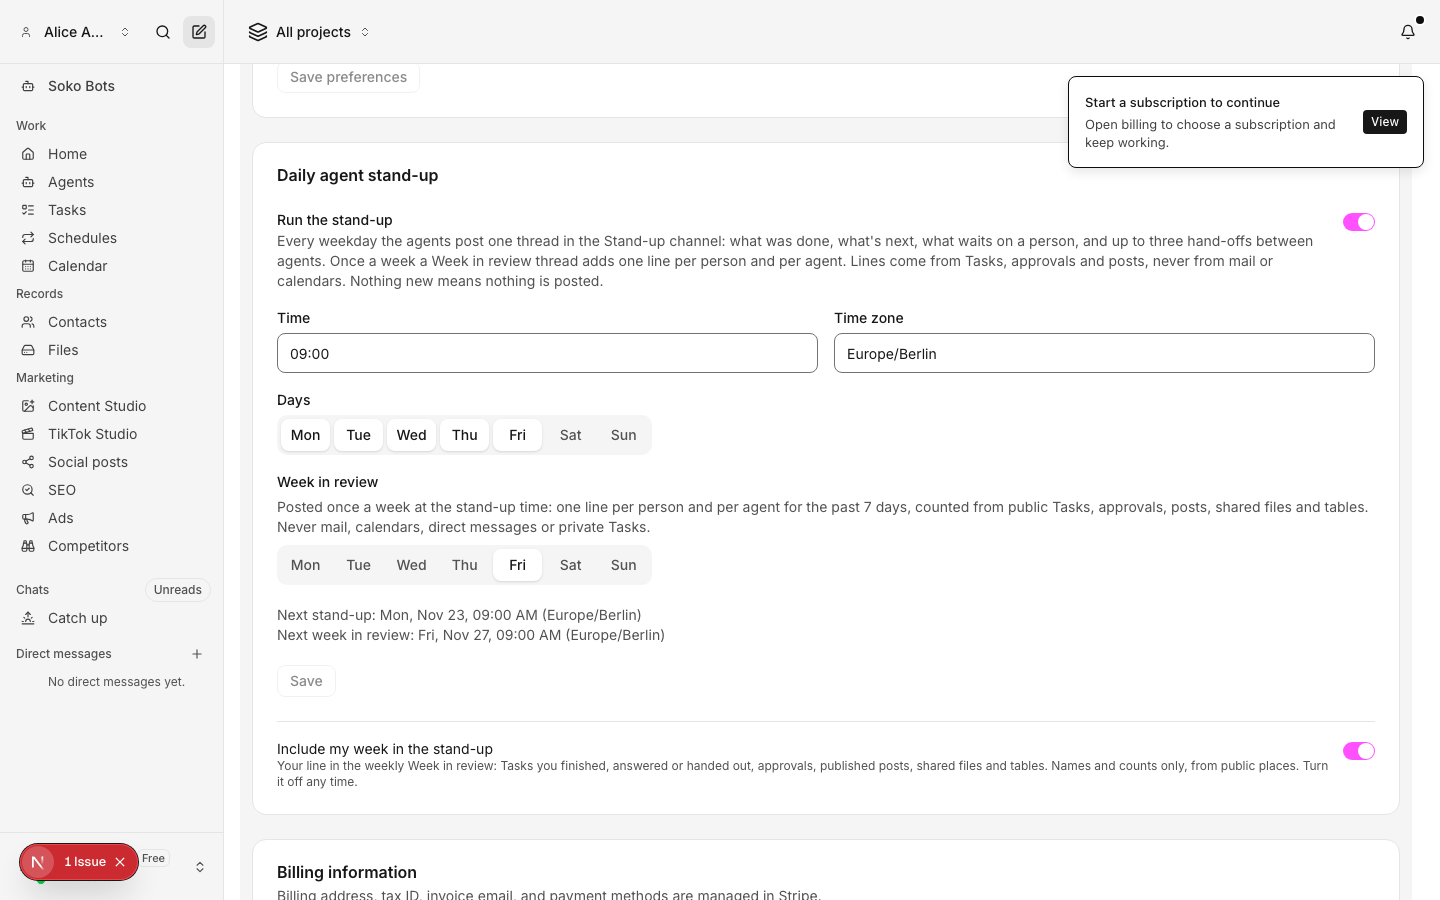 Alice A...
All projects
Soko Bots
Work
Home
Agents
Tasks
Schedules
Calendar
Records
Contacts
Files
Marketing
Content Studio
TikTok Studio
Social posts
SEO
Ads
Competitors
Chats
Unreads
Catch up
Direct messages
No direct messages yet.
1 Issue
Free
Save preferences
Start a subscription to continue
Open billing to choose a subscription and
keep working.
View
Daily agent stand-up
Run the stand-up
Every weekday the agents post one thread in the Stand-up channel: what was done, what's next, what waits on a person, and up to three hand-offs between
agents. Once a week a Week in review thread adds one line per person and per agent. Lines come from Tasks, approvals and posts, never from mail or
calendars. Nothing new means nothing is posted.
Time
Time zone
09:00
Europe/Berlin
Days
Mon Tue Wed Thu Fri Sat Sun
Week in review
Posted once a week at the stand-up time: one line per person and per agent for the past 7 days, counted from public Tasks, approvals, posts, shared files and tables.
Never mail, calendars, direct messages or private Tasks.
Mon Tue Wed Thu Fri Sat Sun
Next stand-up: Mon, Nov 23, 09:00 AM (Europe/Berlin)
Next week in review: Fri, Nov 27, 09:00 AM (Europe/Berlin)
Save
Include my week in the stand-up
Your line in the weekly Week in review: Tasks you finished, answered or handed out, approvals, published posts, shared files and tables. Names and counts only, from public places. Turn
it off any time.
Billing information
Billing address, tax ID, invoice email, and payment methods are managed in Stripe.